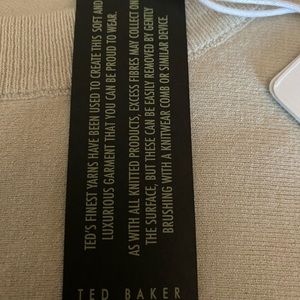 TED'S FINEST YARNS HAVE BEEN USED TO CREATE THIS SOFT AND
LUXURIOUS GARMENT THAT YOU CAN BE PROUD TO WEAR.
AS WITH ALL KNITTED PRODUCTS, EXCESS FIBRES MAY COLLECT ON
THE SURFACE, BUT THESE CAN BE EASILY REMOVED BY GENTLY
BRUSHING WITH A KNITWEAR COMB OR SIMILAR DEVICE.
TED BAKER